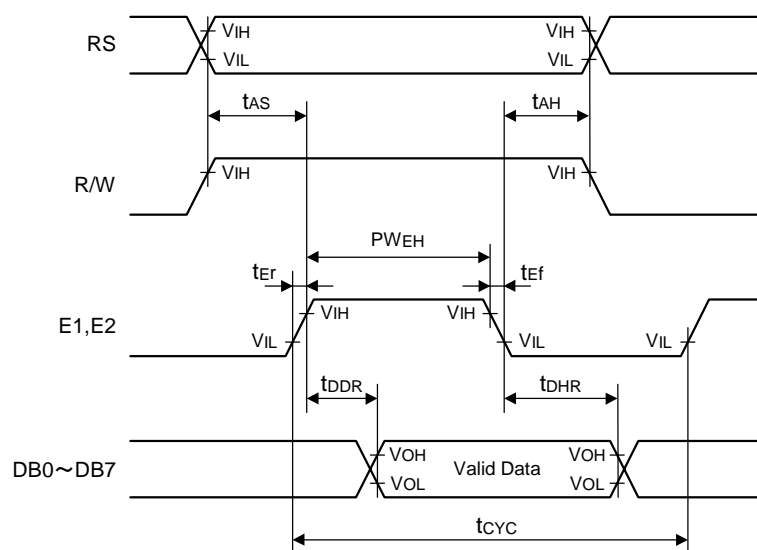 RS
VIH
VIH
VIL
VIL
tAS
tAH
R/W
VIH
VIH
PWEH
tEr
tEf
E1,E2
VIH
VIH
VIL
VIL
VIL
tDDR
tDHR
DB0～DB7
VOH
VOH
Valid Data
VOL
VOL
tCYC